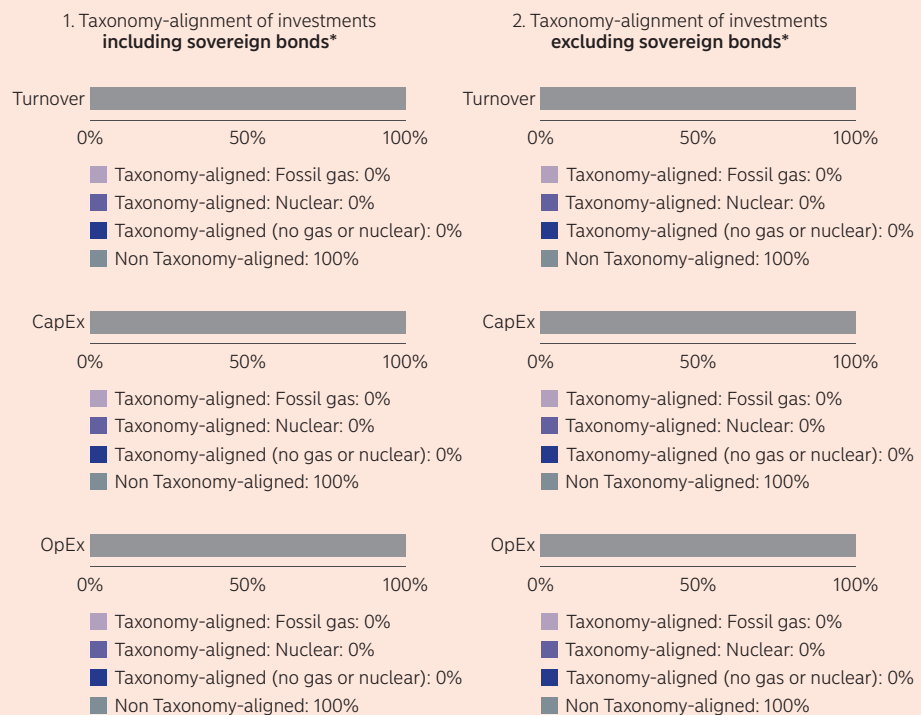 1. Taxonomy-alignment of investments
including sovereign bonds*
Turnover
0% 50% 100%
Taxonomy-aligned: Fossil gas: 0%
Taxonomy-aligned: Nuclear: 0%
Taxonomy-aligned (no gas or nuclear): 0%
Non Taxonomy-aligned: 100%
CapEx
0% 50% 100%
Taxonomy-aligned: Fossil gas: 0%
Taxonomy-aligned: Nuclear: 0%
Taxonomy-aligned (no gas or nuclear): 0%
Non Taxonomy-aligned: 100%
OpEx
0% 50% 100%
Taxonomy-aligned: Fossil gas: 0%
Taxonomy-aligned: Nuclear: 0%
Taxonomy-aligned (no gas or nuclear): 0%
Non Taxonomy-aligned: 100%
2. Taxonomy-alignment of investments
excluding sovereign bonds*
Turnover
0% 50% 100%
Taxonomy-aligned: Fossil gas: 0%
Taxonomy-aligned: Nuclear: 0%
Taxonomy-aligned (no gas or nuclear): 0%
Non Taxonomy-aligned: 100%
CapEx
0% 50% 100%
Taxonomy-aligned: Fossil gas: 0%
Taxonomy-aligned: Nuclear: 0%
Taxonomy-aligned (no gas or nuclear): 0%
Non Taxonomy-aligned: 100%
OpEx
0% 50% 100%
Taxonomy-aligned: Fossil gas: 0%
Taxonomy-aligned: Nuclear: 0%
Taxonomy-aligned (no gas or nuclear): 0%
Non Taxonomy-aligned: 100%